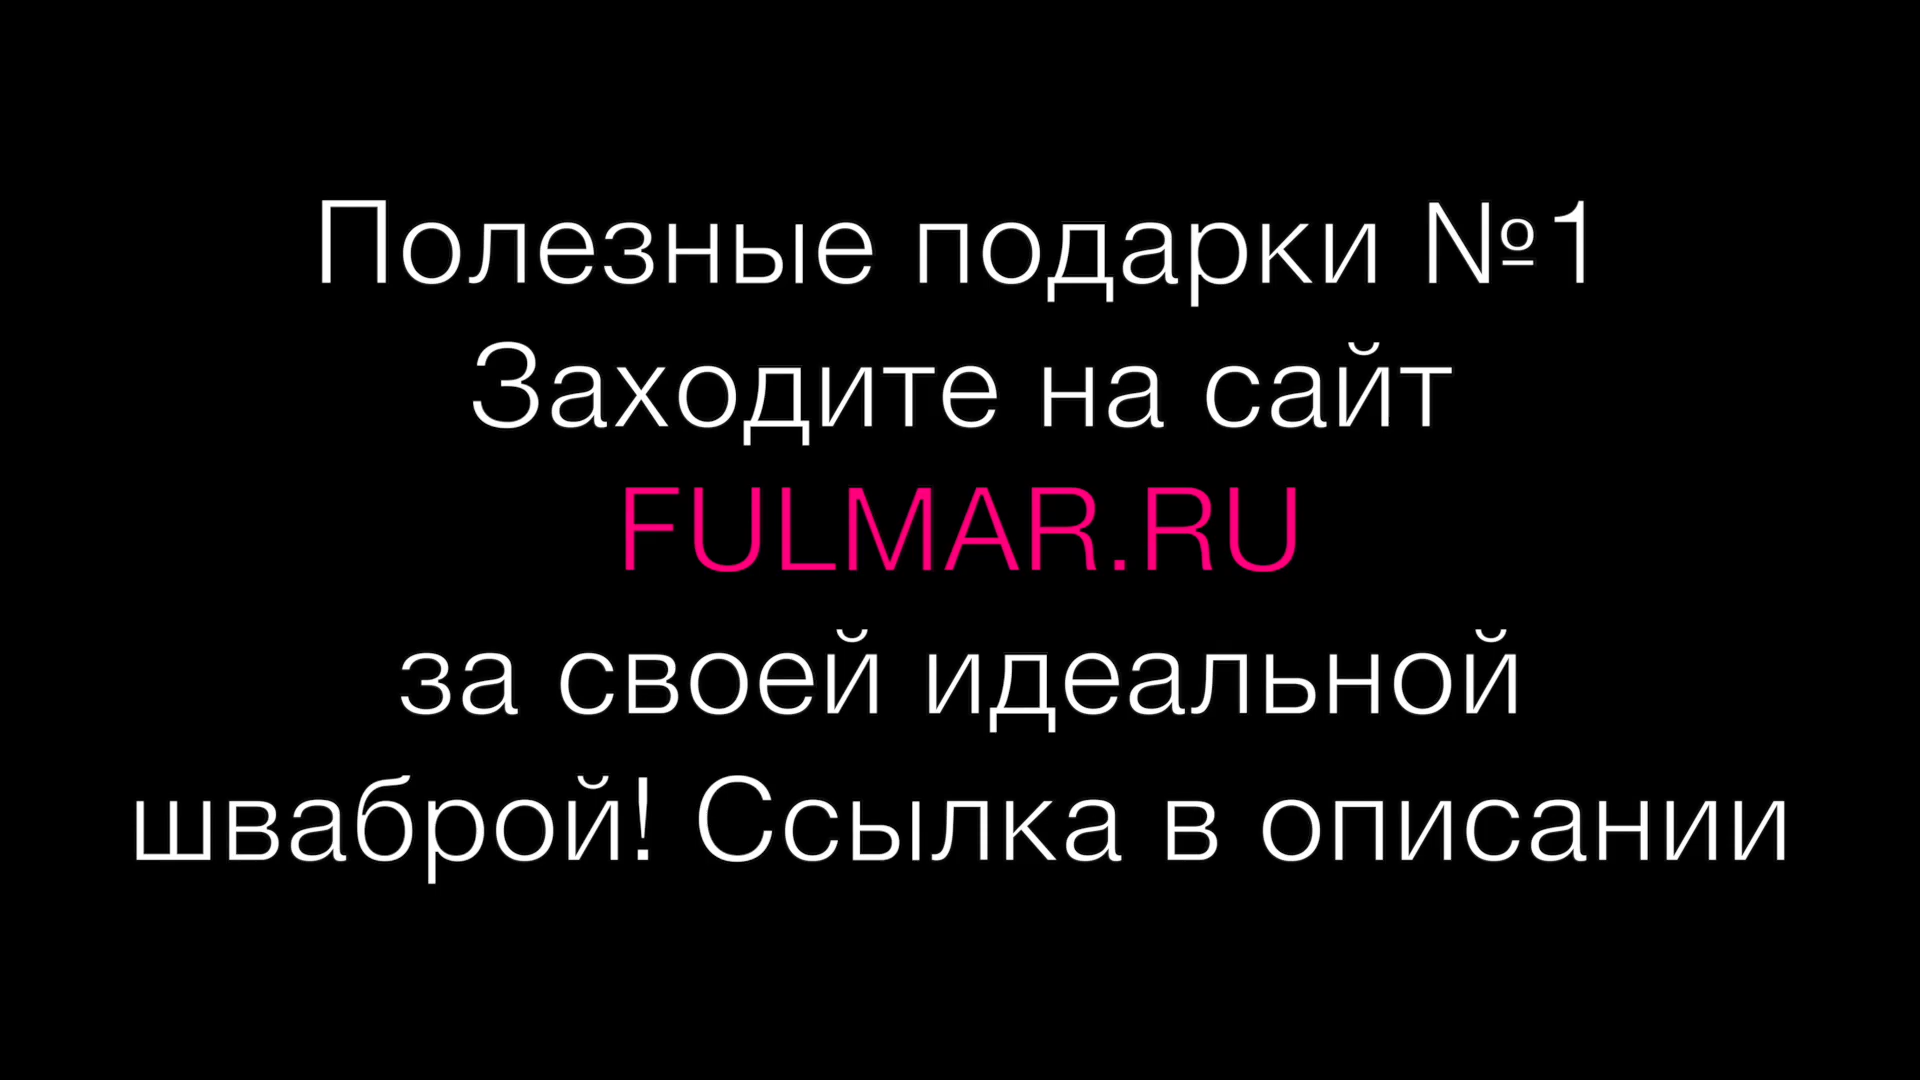 Полезные подарки №1
Заходите на сайт
FULMAR.RU
за своей идеальной
шваброй! Ссылка в описании